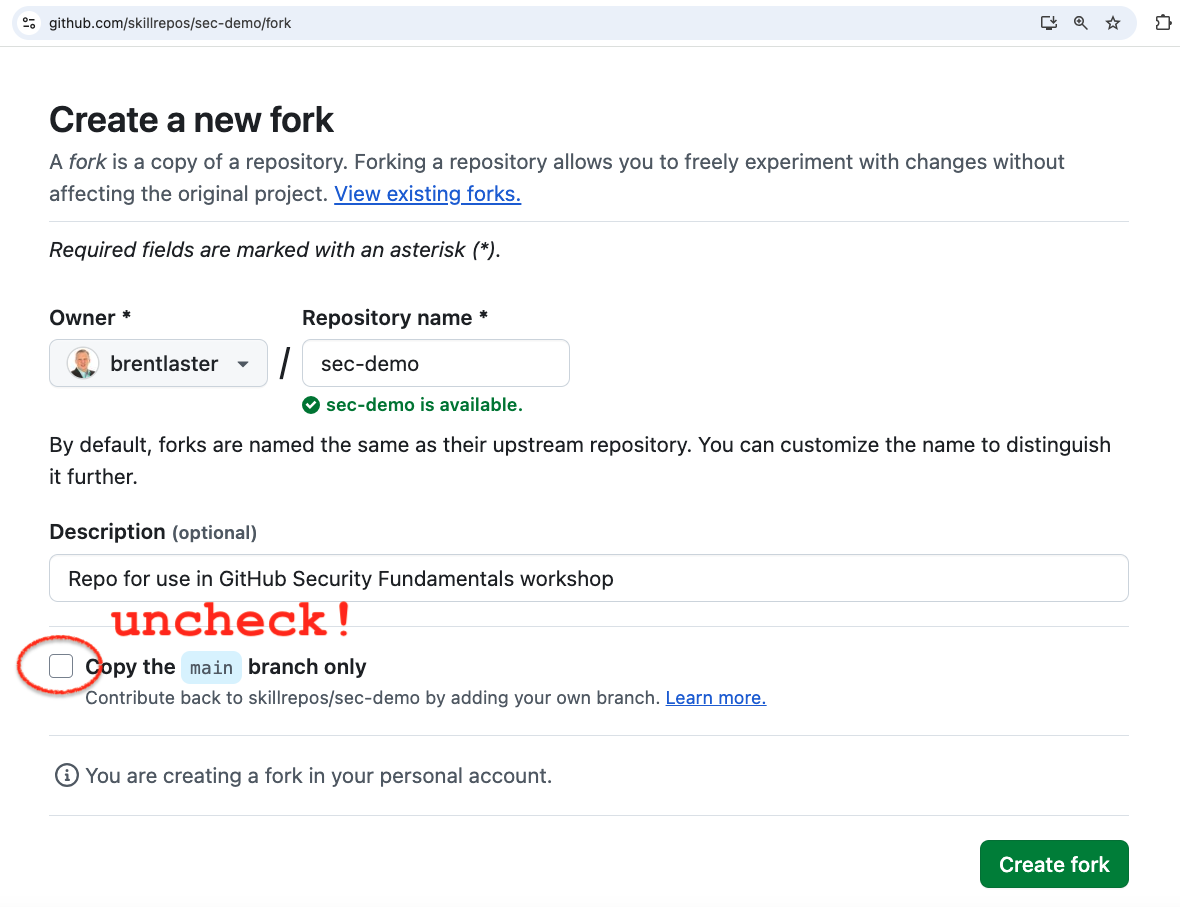 github.com/skillrepos/sec-demo/fork
Create a new fork
A fork is a copy of a repository. Forking a repository allows you to freely experiment with changes without
affecting the original project. View existing forks.
Required fields are marked with an asterisk (*).
Owner *
Repository name *
brentlaster
/
sec-demo
sec-demo is available.
By default, forks are named the same as their upstream repository. You can customize the name to distinguish
it further.
Description (optional)
Repo for use in GitHub Security Fundamentals workshop
uncheck!
Copy the main branch only
Contribute back to skillrepos/sec-demo by adding your own branch. Learn more.
You are creating a fork in your personal account.
Create fork